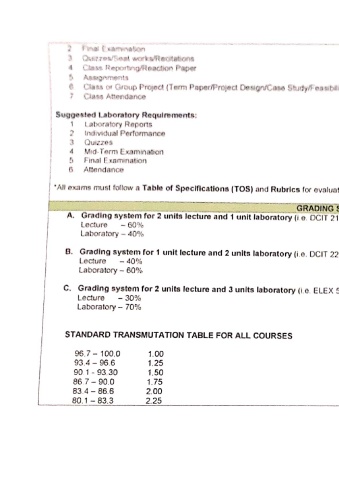 2 Final Examination
3 Quizzes/Seat works/Recitations
4 Class Reporting/Reaction Paper
5 Assignments
6 Class or Group Project (Term Paper/Project Design/Case Study/Feasibili
7 Class Attendance
Suggested Laboratory Requirements:
1 Laboratory Reports
2 Individual Performance
3 Quizzes
4 Mid-Term Examination
5 Final Examination
6 Attendance
*All exams must follow a Table of Specifications (TOS) and Rubrics for evaluat
GRADING S
A. Grading system for 2 units lecture and 1 unit laboratory (i.e. DCIT 21
Lecture – 60%
Laboratory – 40%
B. Grading system for 1 unit lecture and 2 units laboratory (i.e. DCIT 22
Lecture – 40%
Laboratory – 60%
C. Grading system for 2 units lecture and 3 units laboratory (i.e. ELEX 5
Lecture – 30%
Laboratory – 70%
STANDARD TRANSMUTATION TABLE FOR ALL COURSES
96.7 – 100.0 1.00
93.4 – 96.6 1.25
90.1 - 93.30 1.50
86.7 – 90.0 1.75
83.4 – 86.6 2.00
80.1 – 83.3 2.25